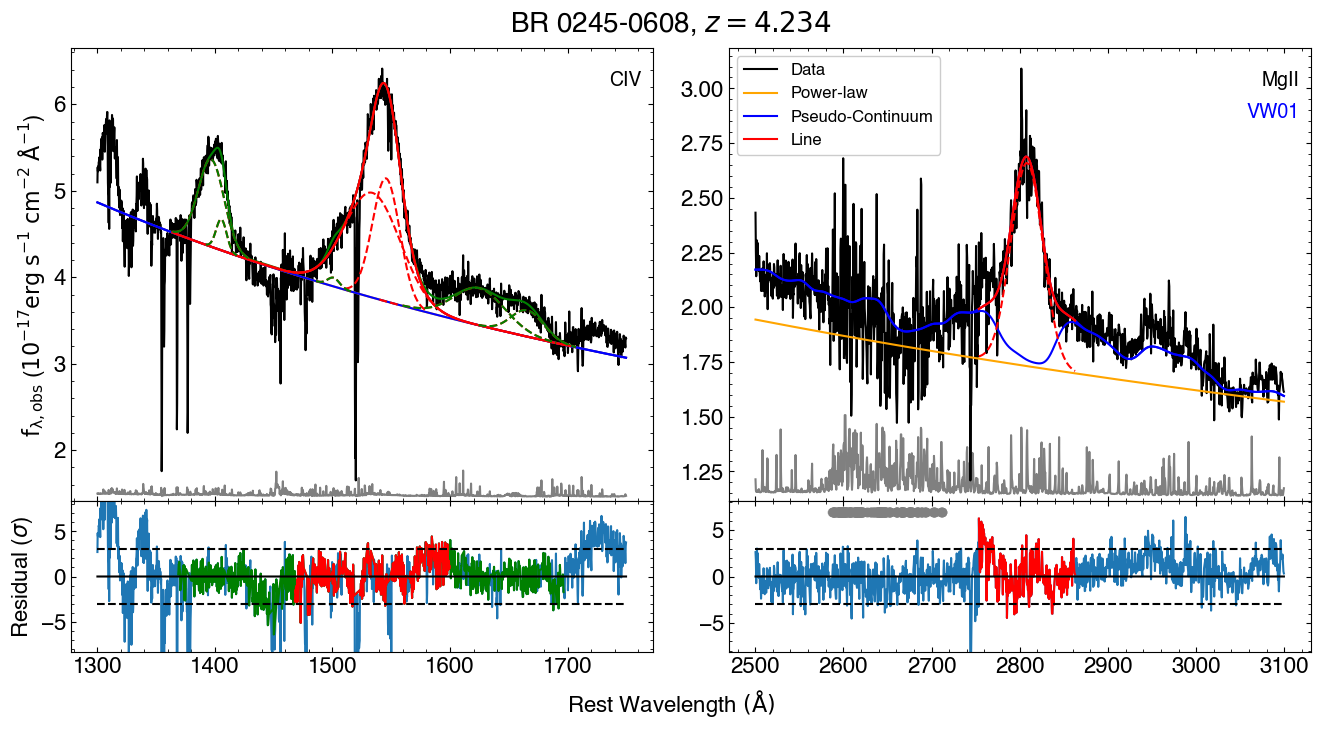 BR 0245-0608, z = 4.234
CIV
6
5
4
3
2
f_λ,obs (10⁻¹⁷erg s⁻¹ cm⁻² Å⁻¹)
Data
Power-law
Pseudo-Continuum
Line
MgII
VW01
3.00
2.75
2.50
2.25
2.00
1.75
1.50
1.25
Residual (σ)
5
0
−5
1300 1400 1500 1600 1700
5
0
−5
2500 2600 2700 2800 2900 3000 3100
Rest Wavelength (Å)